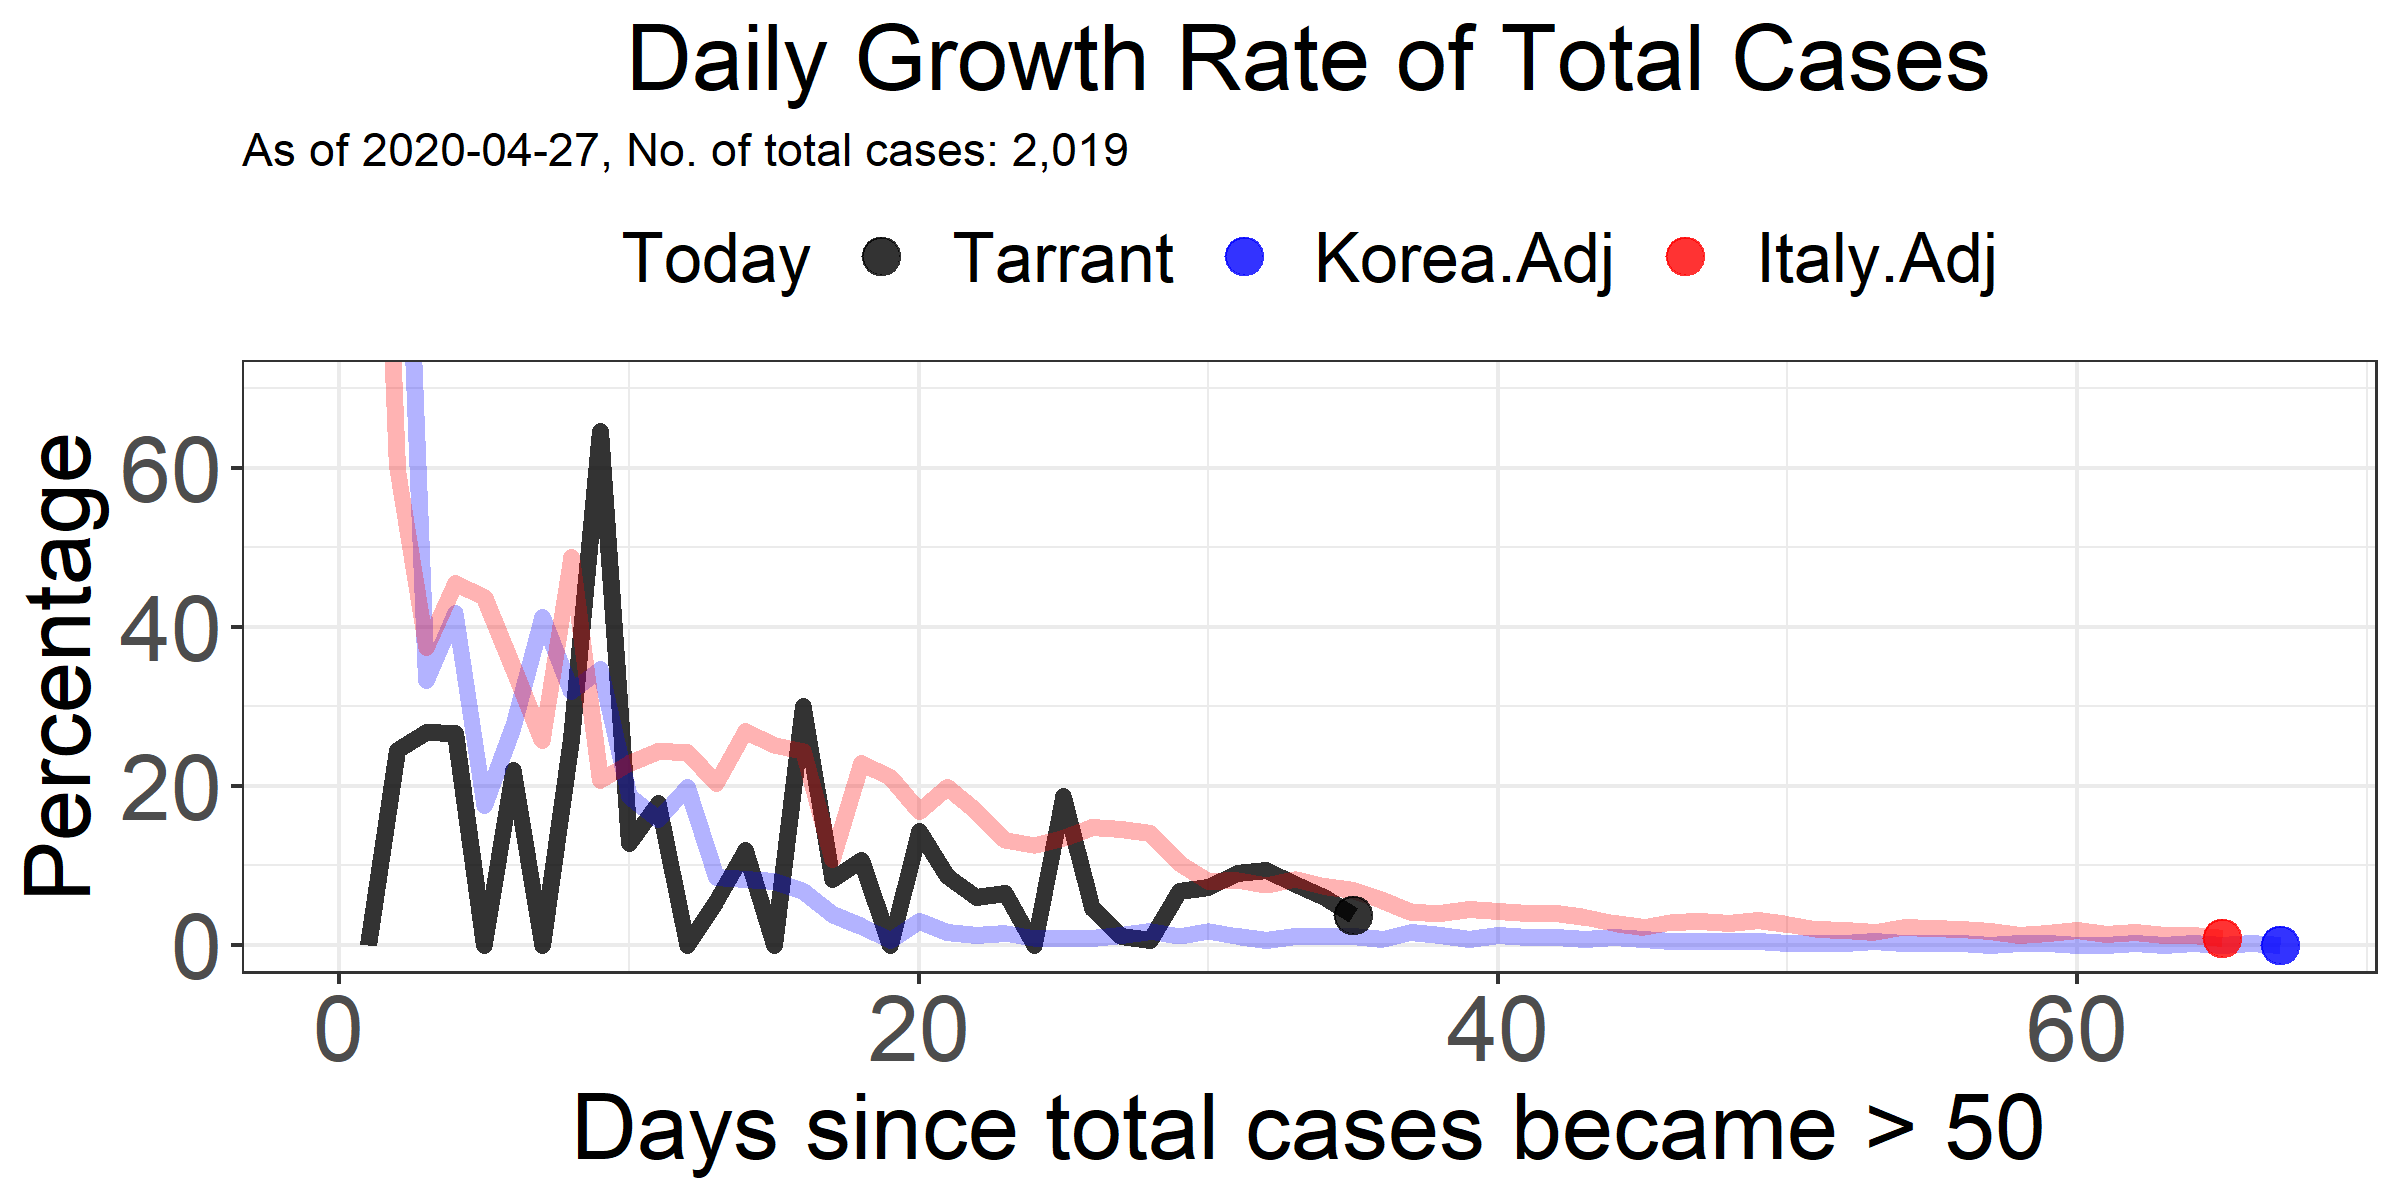 Daily Growth Rate of Total Cases
As of 2020-04-27, No. of total cases: 2,019
Today Tarrant Korea.Adj Italy.Adj
Percentage
60
40
20
0
0 20 40 60
Days since total cases became > 50